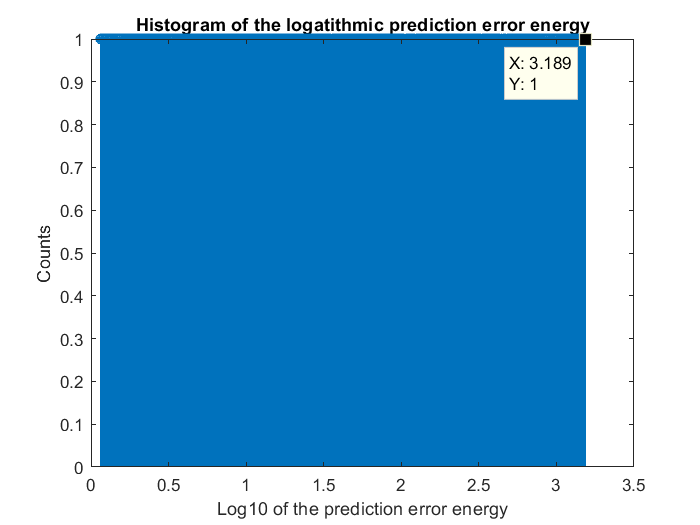 Histogram of the logatithmic prediction error energy
X: 3.189
Y: 1
1
0.9
0.8
0.7
0.6
0.5
0.4
0.3
0.2
0.1
0
Counts
0 0.5 1 1.5 2 2.5 3 3.5
Log10 of the prediction error energy